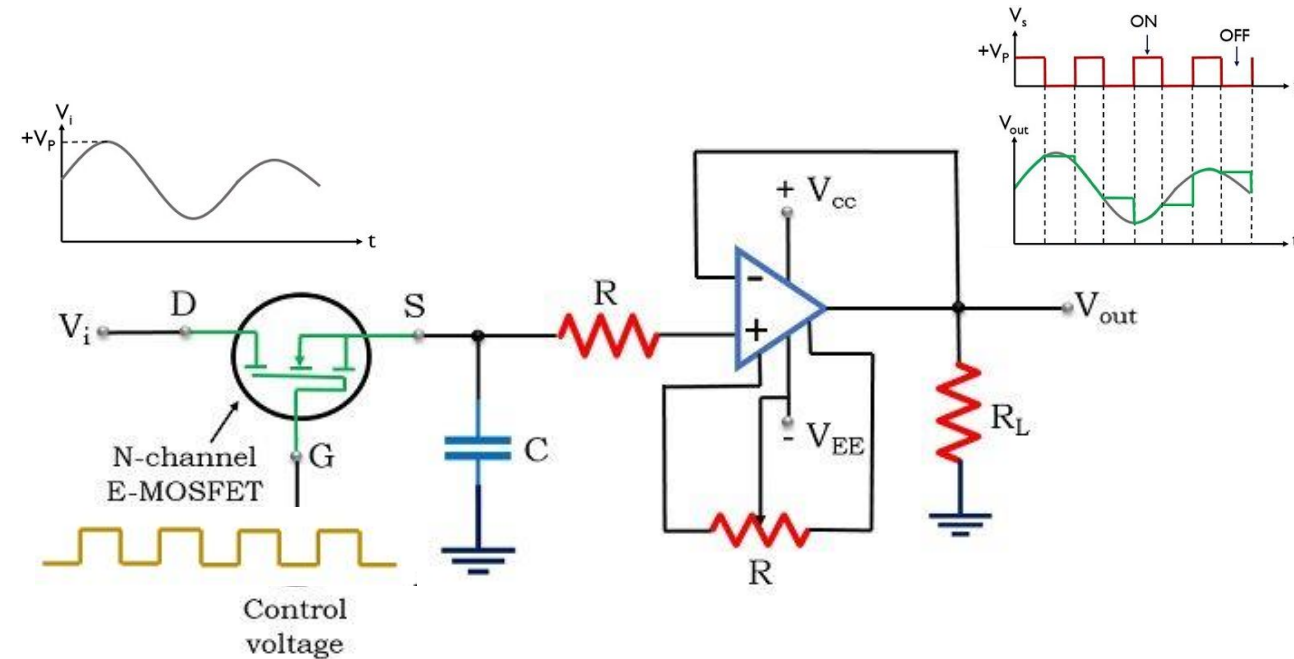 Vs
ON
OFF
+VP
Vi
+VP
t
Vout
t
+ Vcc
-
+
D
S
R
Vi
Vout
- VEE
RL
C
G
N-channel
E-MOSFET
R
Control
voltage